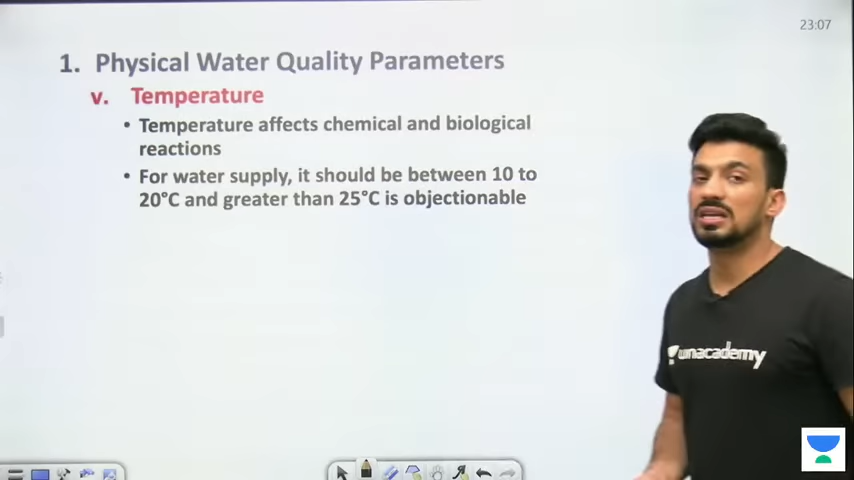 23:07
1. Physical Water Quality Parameters
v. Temperature
• Temperature affects chemical and biological
reactions
• For water supply, it should be between 10 to
20°C and greater than 25°C is objectionable
unacademy